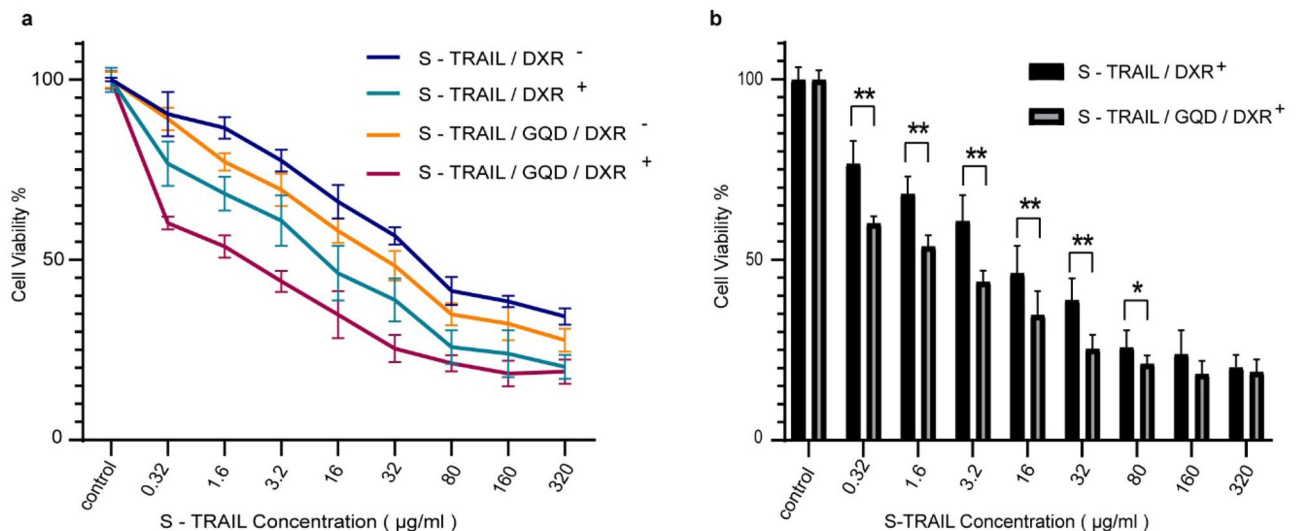 a
Cell Viability %
100
50
0
S - TRAIL / DXR -
S - TRAIL / DXR +
S - TRAIL / GQD / DXR -
S - TRAIL / GQD / DXR +
control 0.32 1.6 3.2 16 32 80 160 320
S - TRAIL Concentration ( µg/ml )
b
Cell Viability %
100
50
0
S - TRAIL / DXR +
S - TRAIL / GQD / DXR +
** ** ** ** ** *
control 0.32 1.6 3.2 16 32 80 160 320
S-TRAIL Concentration ( µg/ml )